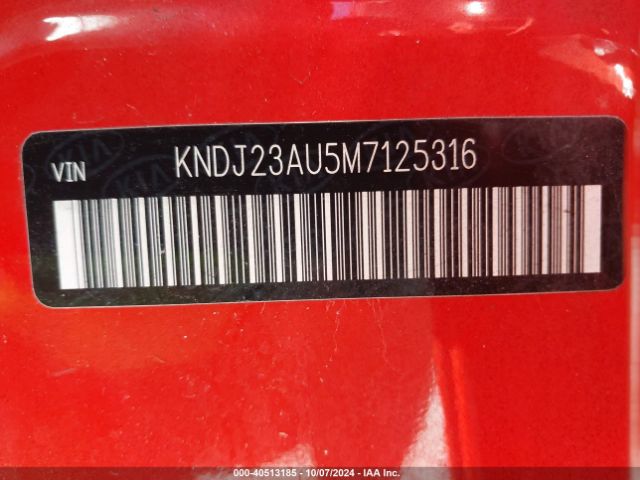 VIN KNDJ23AU5M7125316
000-40513185 - 10/07/2024 - IAA Inc.